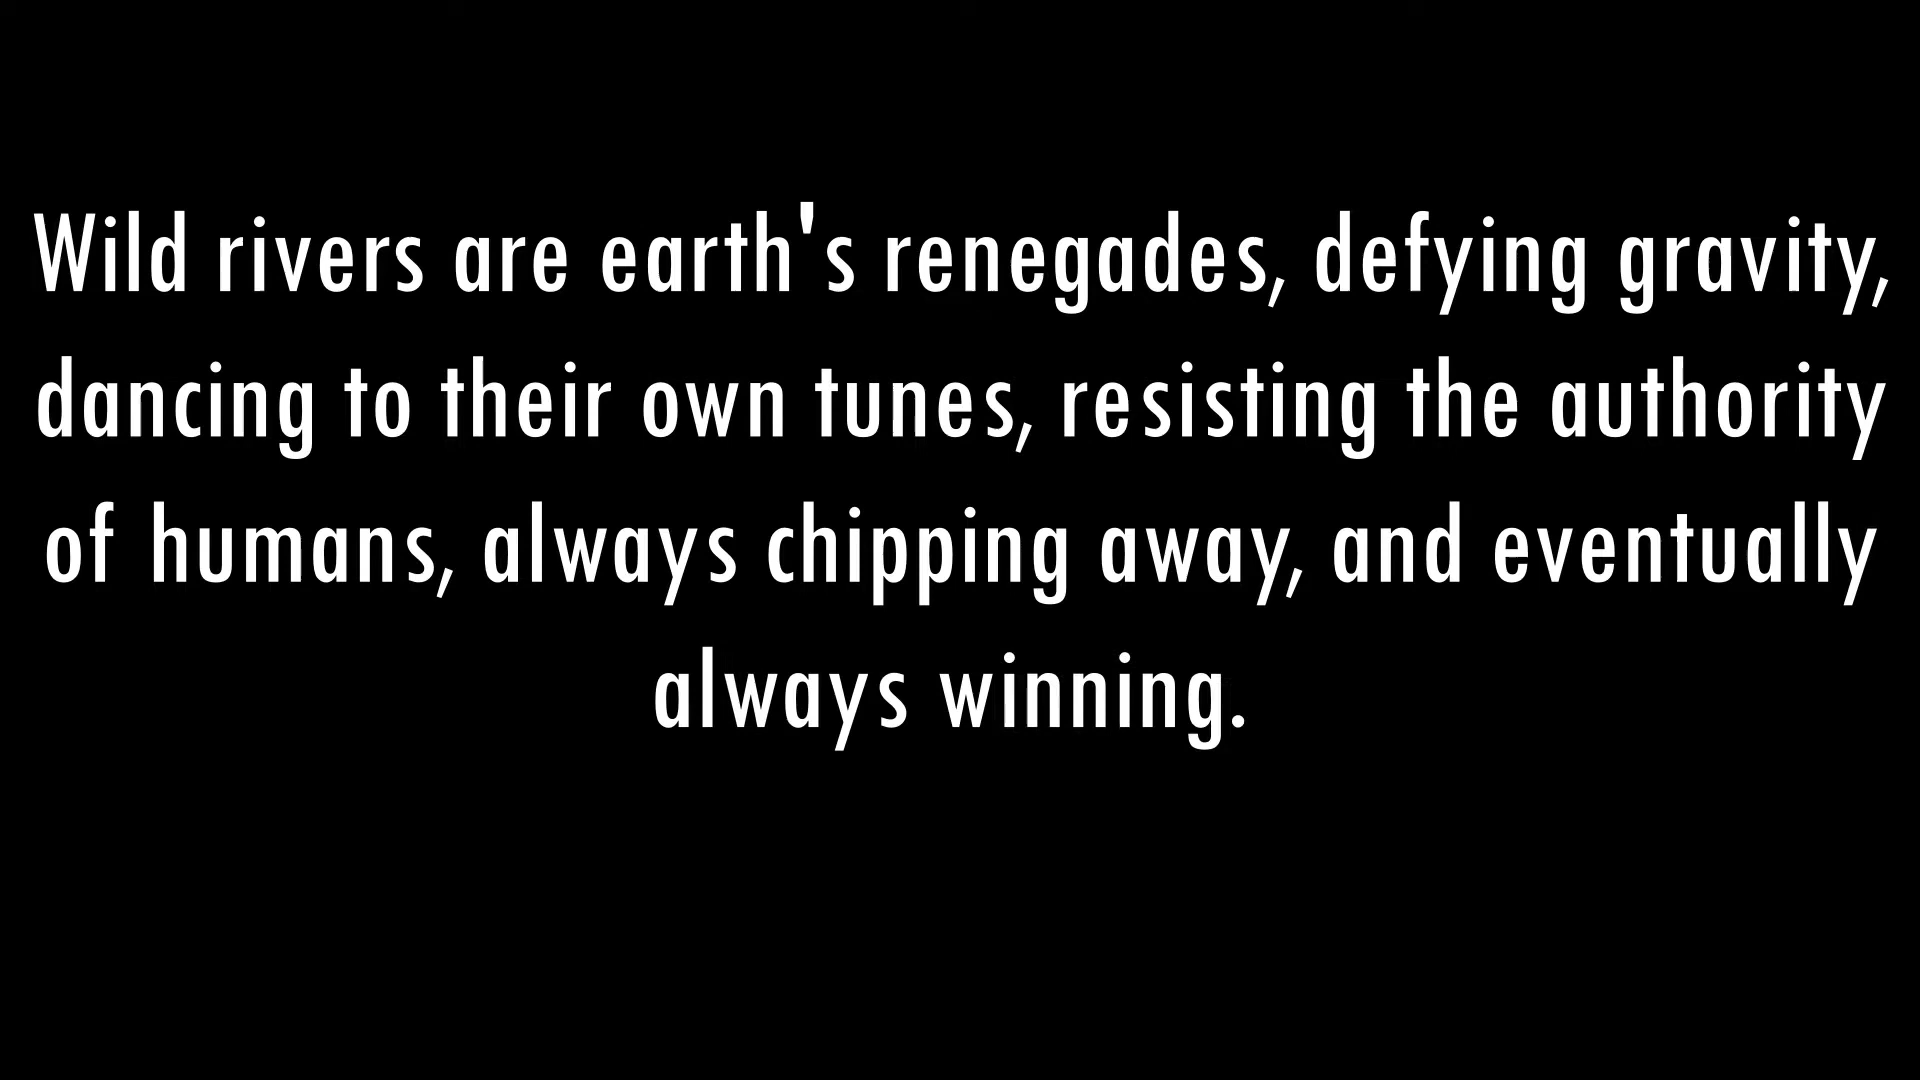 Wild rivers are earth's renegades, defying gravity,
dancing to their own tunes, resisting the authority
of humans, always chipping away, and eventually
always winning.